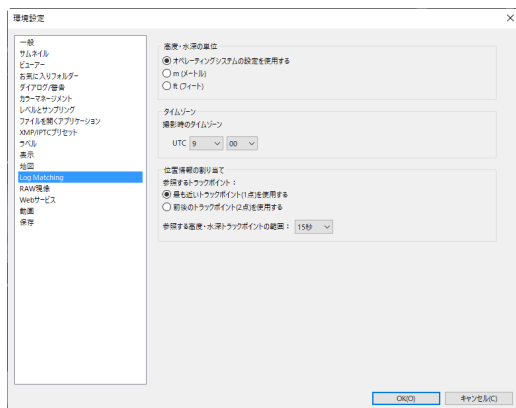 環境設定
一般
サムネイル
ビューアー
お気に入りフォルダー
ダイアログ/警告
カラーマネージメント
レベルとサンプリング
ファイルを開くアプリケーション
XMP/IPTCプリセット
ラベル
表示
地図
Log Matching
RAW現像
Webサービス
動画
保存
高度・水深の単位
オペレーティングシステムの設定を使用する
m (メートル)
ft (フィート)
タイムゾーン
撮影時のタイムゾーン
UTC 9 00
位置情報の割り当て
参照するトラックポイント：
最も近いトラックポイント(1点)を使用する
前後のトラックポイント(2点)を使用する
参照する高度・水深トラックポイントの範囲： 15秒
OK(O) キャンセル(C)